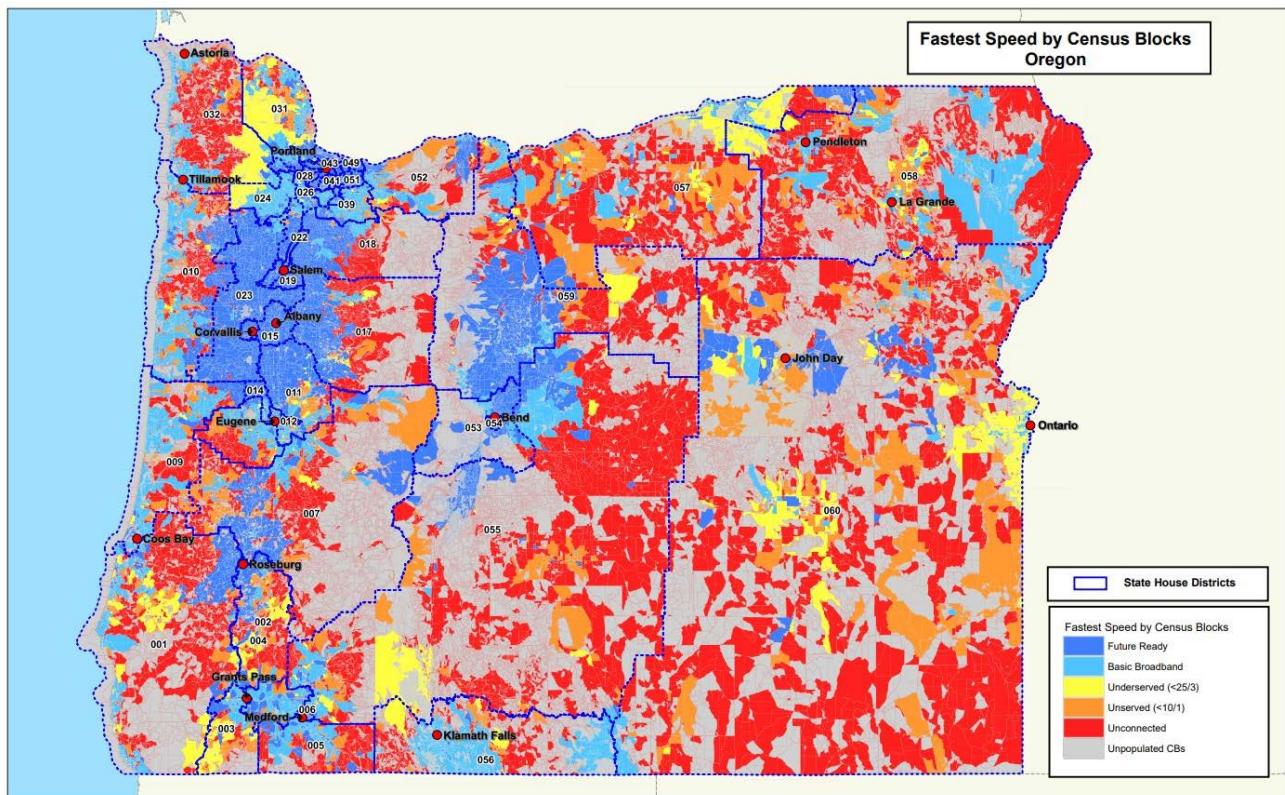 Fastest Speed by Census Blocks
Oregon
Astoria
032
031
Portland
043 049
028
041 051
026
024
039
Tillamook
052
Pendleton
057
058
La Grande
022
018
010
Salem
019
023
059
Albany
Corvallis
015
017
John Day
014
011
Eugene
012
053
054
Bend
Ontario
009
007
055
060
Coos Bay
Roseburg
002
001
004
Grants Pass
Medford
006
003
005
Klamath Falls
056
State House Districts
Fastest Speed by Census Blocks
Future Ready
Basic Broadband
Underserved (<25/3)
Unserved (<10/1)
Unconnected
Unpopulated CBs